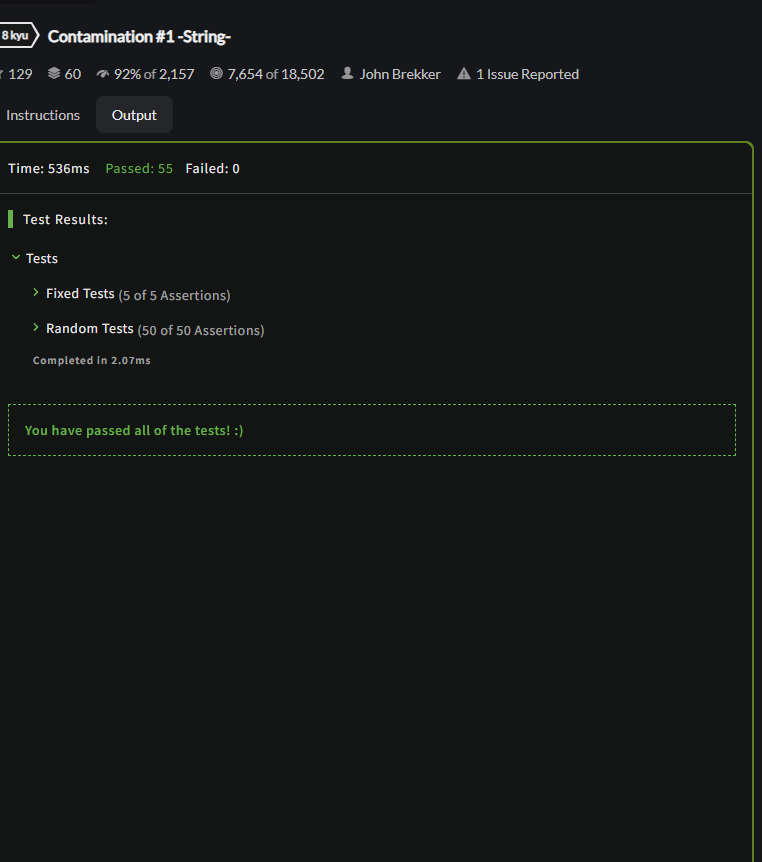 8 kyu Contamination #1 -String-
129 60 92% of 2,157 7,654 of 18,502 John Brekker 1 Issue Reported
Instructions Output
Time: 536ms Passed: 55 Failed: 0
Test Results:
Tests
Fixed Tests (5 of 5 Assertions)
Random Tests (50 of 50 Assertions)
Completed in 2.07ms
You have passed all of the tests! :)